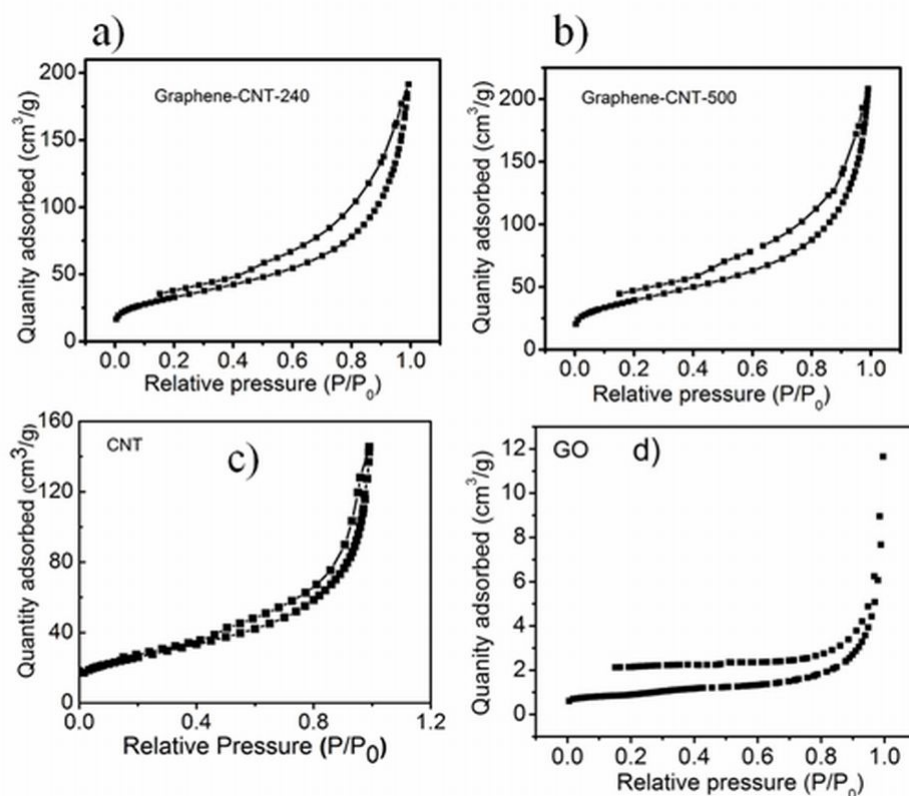 a)
Graphene-CNT-240
Quanity adsorbed (cm³/g)
200
150
100
50
0
0.0 0.2 0.4 0.6 0.8 1.0
Relative pressure (P/P₀)
b)
Graphene-CNT-500
Quanity adsorbed (cm³/g)
200
150
100
50
0
0.0 0.2 0.4 0.6 0.8 1.0
Relative pressure (P/P₀)
CNT
c)
Quantity adsorbed (cm³/g)
160
120
80
40
0
0.0 0.4 0.8 1.2
Relative Pressure (P/P₀)
GO
d)
Quanity adsorbed (cm³/g)
12
10
8
6
4
2
0
0.0 0.2 0.4 0.6 0.8 1.0
Relative pressure (P/P₀)